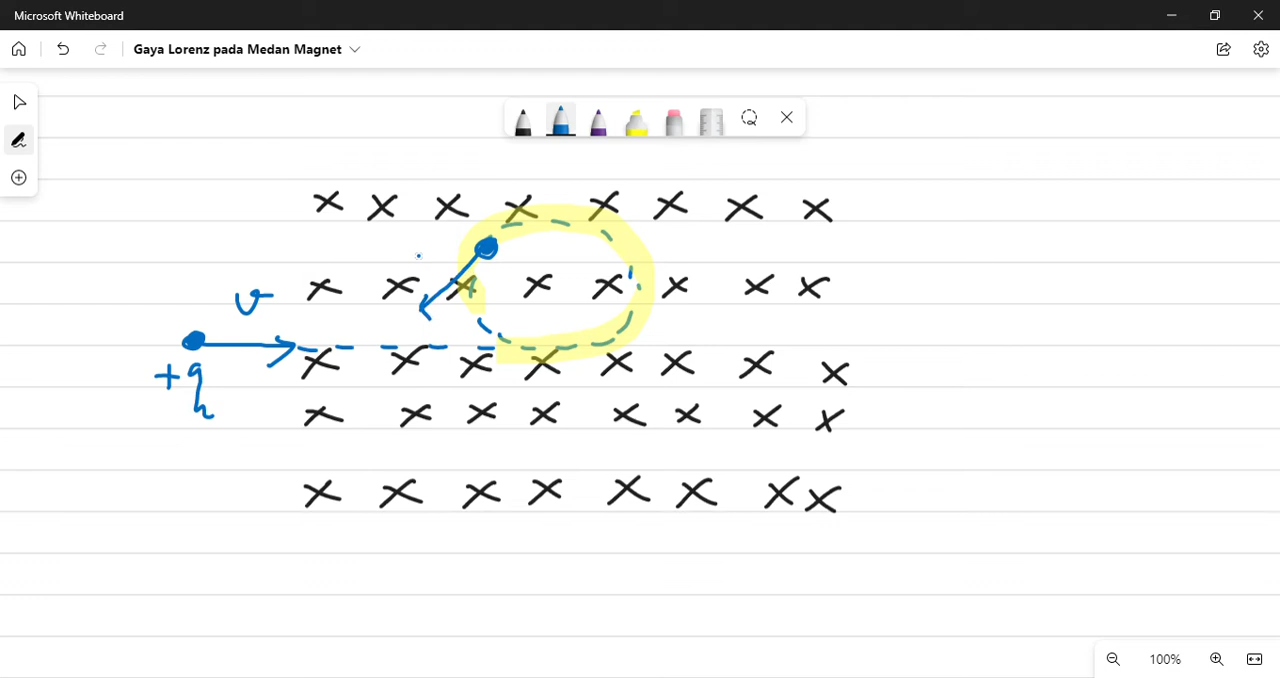 Microsoft Whiteboard
Gaya Lorenz pada Medan Magnet
x x x x x x x x
v
x x x x x x x x
x x x x x x x x
+q
x x x x x x x x
x x x x x x x x
100%